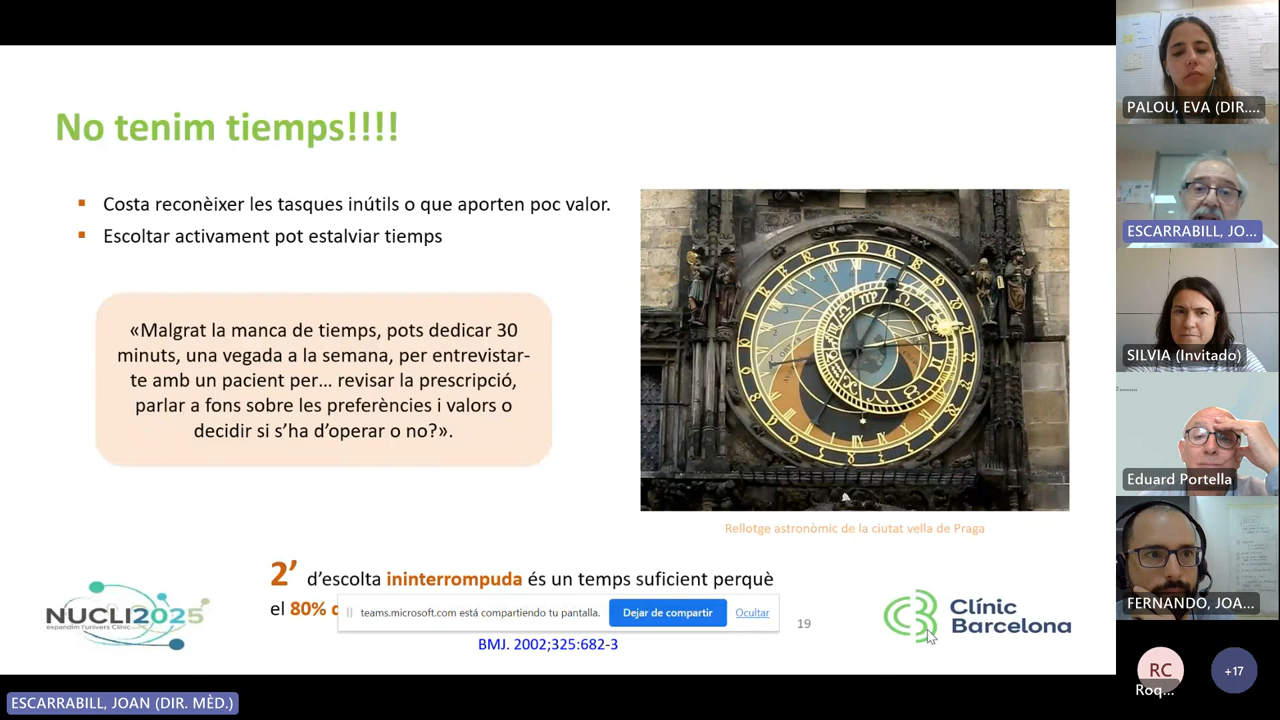 No tenim tiemps!!!!
Costa reconèixer les tasques inútils o que aporten poc valor.
Escoltar activament pot estalviar tiemps
«Malgrat la manca de tiemps, pots dedicar 30
minuts, una vegada a la semana, per entrevistar-
te amb un pacient per... revisar la prescripció,
parlar a fons sobre les preferències i valors o
decidir si s'ha d'operar o no?».
Rellotge astronòmic de la ciutat vella de Praga
2' d'escolta ininterrompuda és un temps suficient perquè
el 80%
teams.microsoft.com está compartiendo tu pantalla.
Dejar de compartir
Ocultar
BMJ. 2002;325:682-3
19
NUCLI2025
expandim l'univers Clínic
Clínic
Barcelona
PALOU, EVA (DIR....
ESCARRABILL, JO...
SILVIA (Invitado)
Eduard Portella
FERNANDO, JOA...
RC
Roq...
+17
ESCARRABILL, JOAN (DIR. MÈD.)